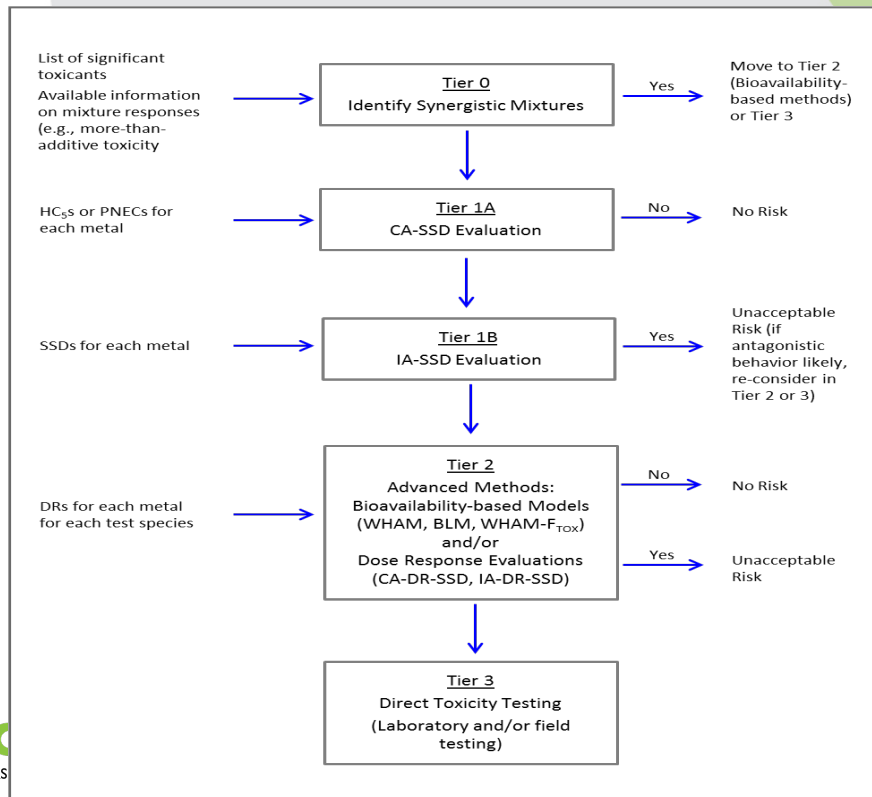 List of significant
toxicants
Available information
on mixture responses
(e.g., more-than-
additive toxicity
Tier 0
Identify Synergistic Mixtures
Yes
Move to Tier 2
(Bioavailability-
based methods)
or Tier 3
HC5s or PNECs for
each metal
Tier 1A
CA-SSD Evaluation
No
No Risk
SSDs for each metal
Tier 1B
IA-SSD Evaluation
Yes
Unacceptable
Risk (if
antagonistic
behavior likely,
re-consider in
Tier 2 or 3)
DRs for each metal
for each test species
Tier 2
Advanced Methods:
Bioavailability-based Models
(WHAM, BLM, WHAM-FTOX)
and/or
Dose Response Evaluations
(CA-DR-SSD, IA-DR-SSD)
No
No Risk
Yes
Unacceptable
Risk
Tier 3
Direct Toxicity Testing
(Laboratory and/or field
testing)